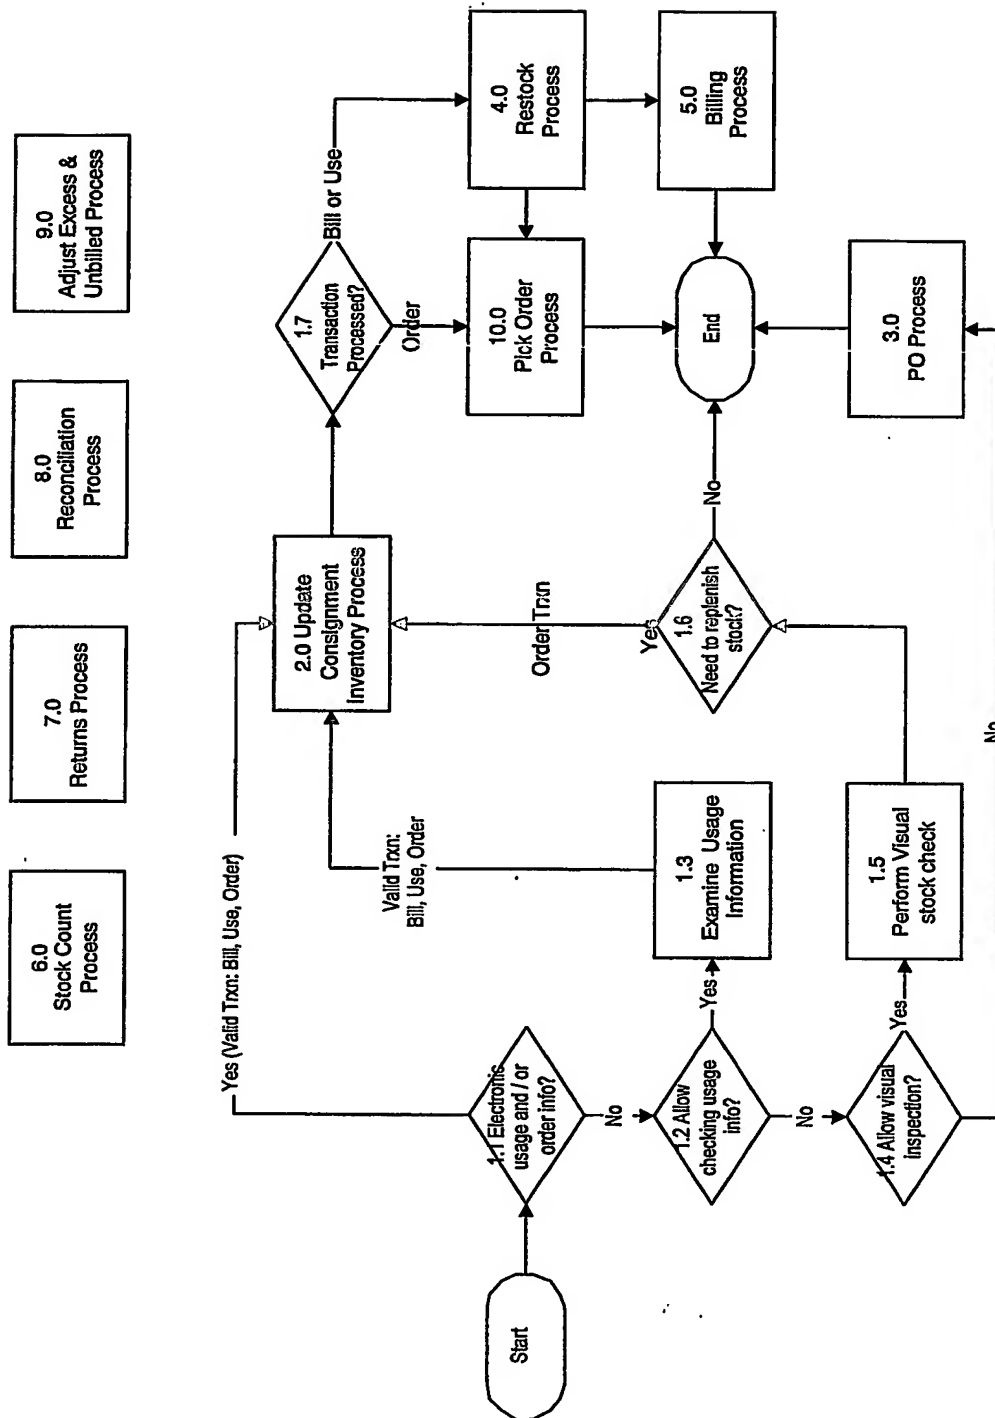 6.0
Stock Count
Process
7.0
Returns Process
8.0
Reconciliation
Process
9.0
Adjust Excess &
Unbilled Process
Yes (Valid Trxn: Bill, Use, Order)
2.0 Update
Consignment
Inventory Process
1.7
Transaction
Processed?
Bill or Use
Order
4.0
Restock
Process
10.0
Pick Order
Process
5.0
Billing
Process
Valid Trxn:
Bill, Use, Order
Order Trxn
Start
1.1 Electronic
usage and / or
order info?
No
1.2 Allow
checking usage
info?
Yes
1.3
Examine Usage
Information
Yes
1.6
Need to replenish
stock?
No
End
No
1.4 Allow visual
inspection?
Yes
1.5
Perform Visual
stock check
3.0
PO Process
No